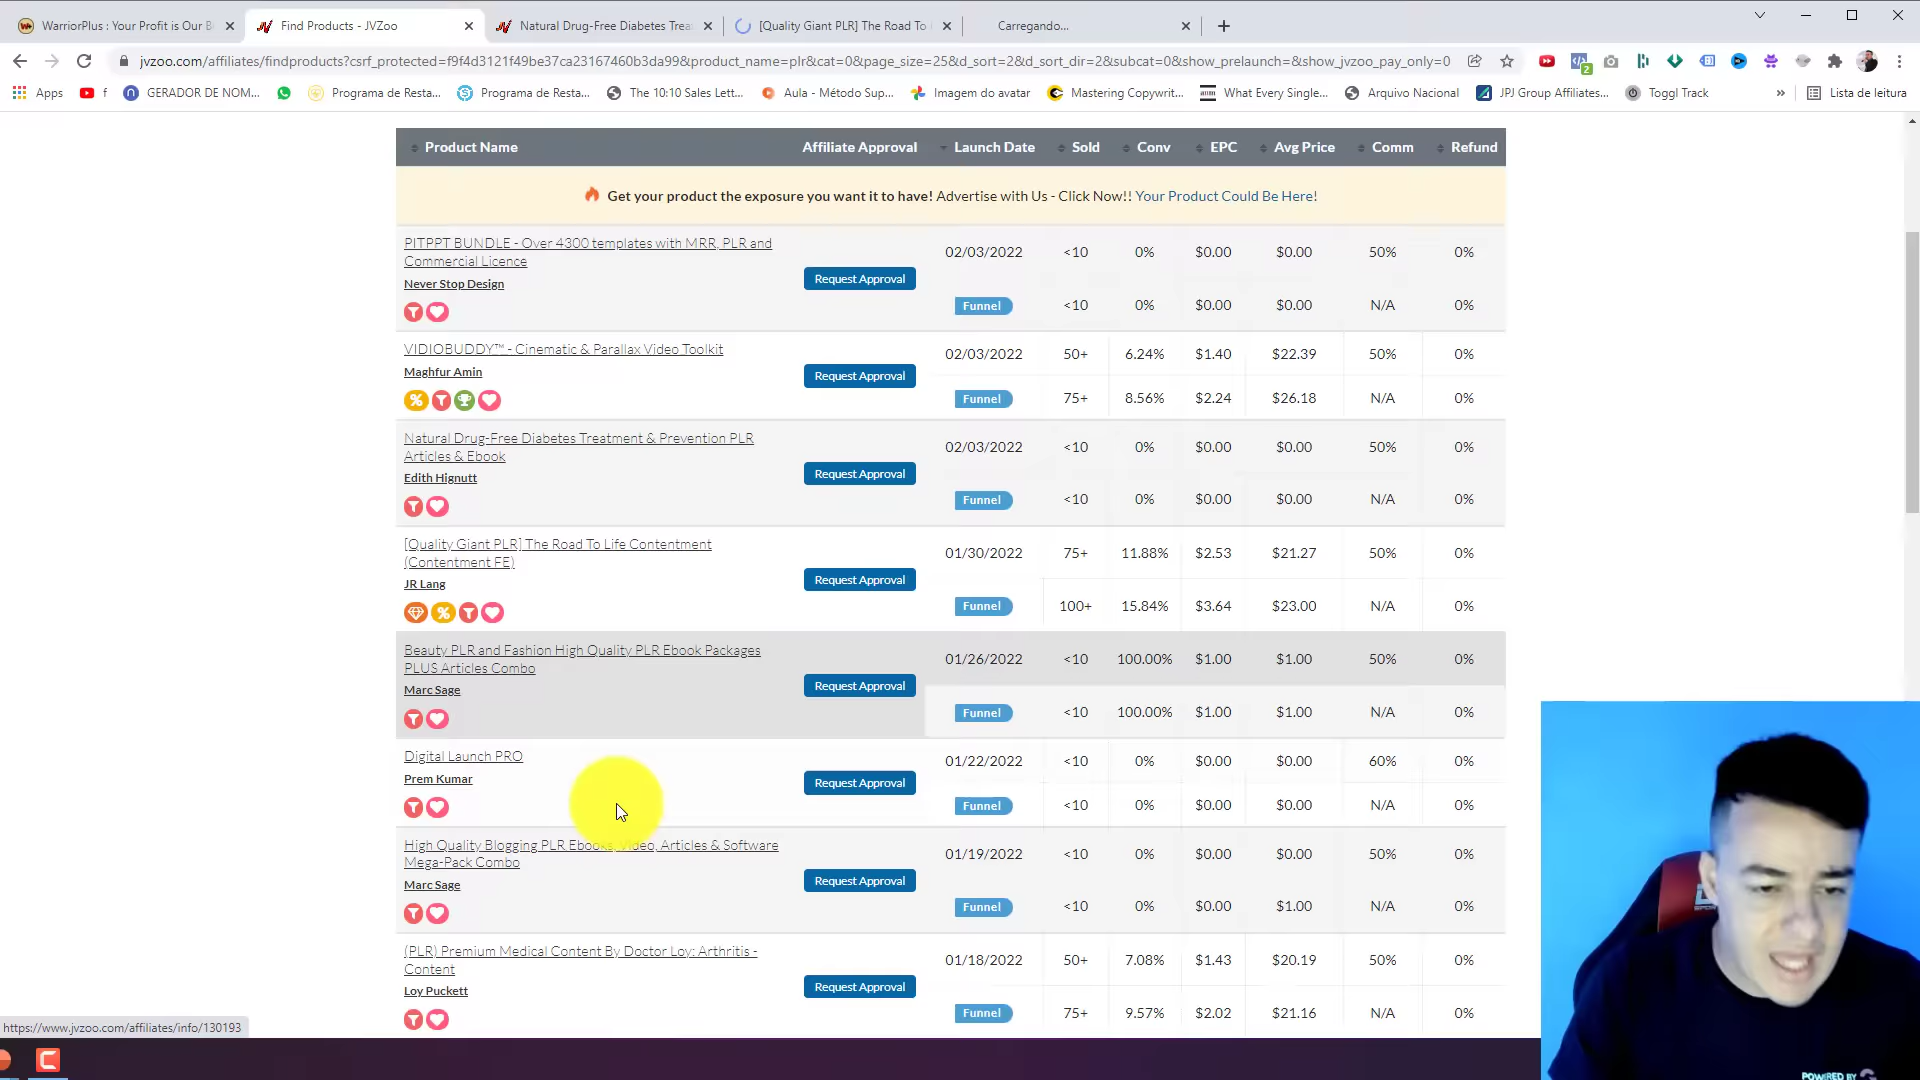 WarriorPlus : Your Profit is Our B
Find Products - JVZoo
Natural Drug-Free Diabetes Treat
[Quality Giant PLR] The Road To
Carregando...
jvzoo.com/affiliates/findproducts?csrf_protected=f9f4d3121f49be37ca23167460b3da99&product_name=plr&cat=0&page_size=25&d_sort=2&d_sort_dir=2&subcat=0&show_prelaunch=&show_jvzoo_pay_only=0
Apps
f
GERADOR DE NOM...
Programa de Resta...
Programa de Resta...
The 10:10 Sales Lett...
Aula - Método Sup...
Imagem do avatar
Mastering Copywrit...
What Every Single...
Arquivo Nacional
JPJ Group Affiliates...
Toggl Track
»
Lista de leitura
Product Name Affiliate Approval Launch Date Sold Conv EPC Avg Price Comm Refund
Get your product the exposure you want it to have! Advertise with Us - Click Now!! Your Product Could Be Here!
PITPPT BUNDLE - Over 4300 templates with MRR, PLR and
Commercial Licence
Never Stop Design
Request Approval
02/03/2022 <10 0% $0.00 $0.00 50% 0%
Funnel <10 0% $0.00 $0.00 N/A 0%
VIDIOBUDDY™ - Cinematic & Parallax Video Toolkit
Maghfur Amin
Request Approval
02/03/2022 50+ 6.24% $1.40 $22.39 50% 0%
Funnel 75+ 8.56% $2.24 $26.18 N/A 0%
Natural Drug-Free Diabetes Treatment & Prevention PLR
Articles & Ebook
Edith Hignutt
Request Approval
02/03/2022 <10 0% $0.00 $0.00 50% 0%
Funnel <10 0% $0.00 $0.00 N/A 0%
[Quality Giant PLR] The Road To Life Contentment
(Contentment FE)
JR Lang
Request Approval
01/30/2022 75+ 11.88% $2.53 $21.27 50% 0%
Funnel 100+ 15.84% $3.64 $23.00 N/A 0%
Beauty PLR and Fashion High Quality PLR Ebook Packages
PLUS Articles Combo
Marc Sage
Request Approval
01/26/2022 <10 100.00% $1.00 $1.00 50% 0%
Funnel <10 100.00% $1.00 $1.00 N/A 0%
Digital Launch PRO
Prem Kumar
Request Approval
01/22/2022 <10 0% $0.00 $0.00 60% 0%
Funnel <10 0% $0.00 $0.00 N/A 0%
High Quality Blogging PLR Ebooks, Video, Articles & Software
Mega-Pack Combo
Marc Sage
Request Approval
01/19/2022 <10 0% $0.00 $0.00 50% 0%
Funnel <10 0% $0.00 $1.00 N/A 0%
(PLR) Premium Medical Content By Doctor Loy: Arthritis -
Content
Loy Puckett
Request Approval
01/18/2022 50+ 7.08% $1.43 $20.19 50% 0%
Funnel 75+ 9.57% $2.02 $21.16 N/A 0%
https://www.jvzoo.com/affiliates/info/130193
POWERED BY